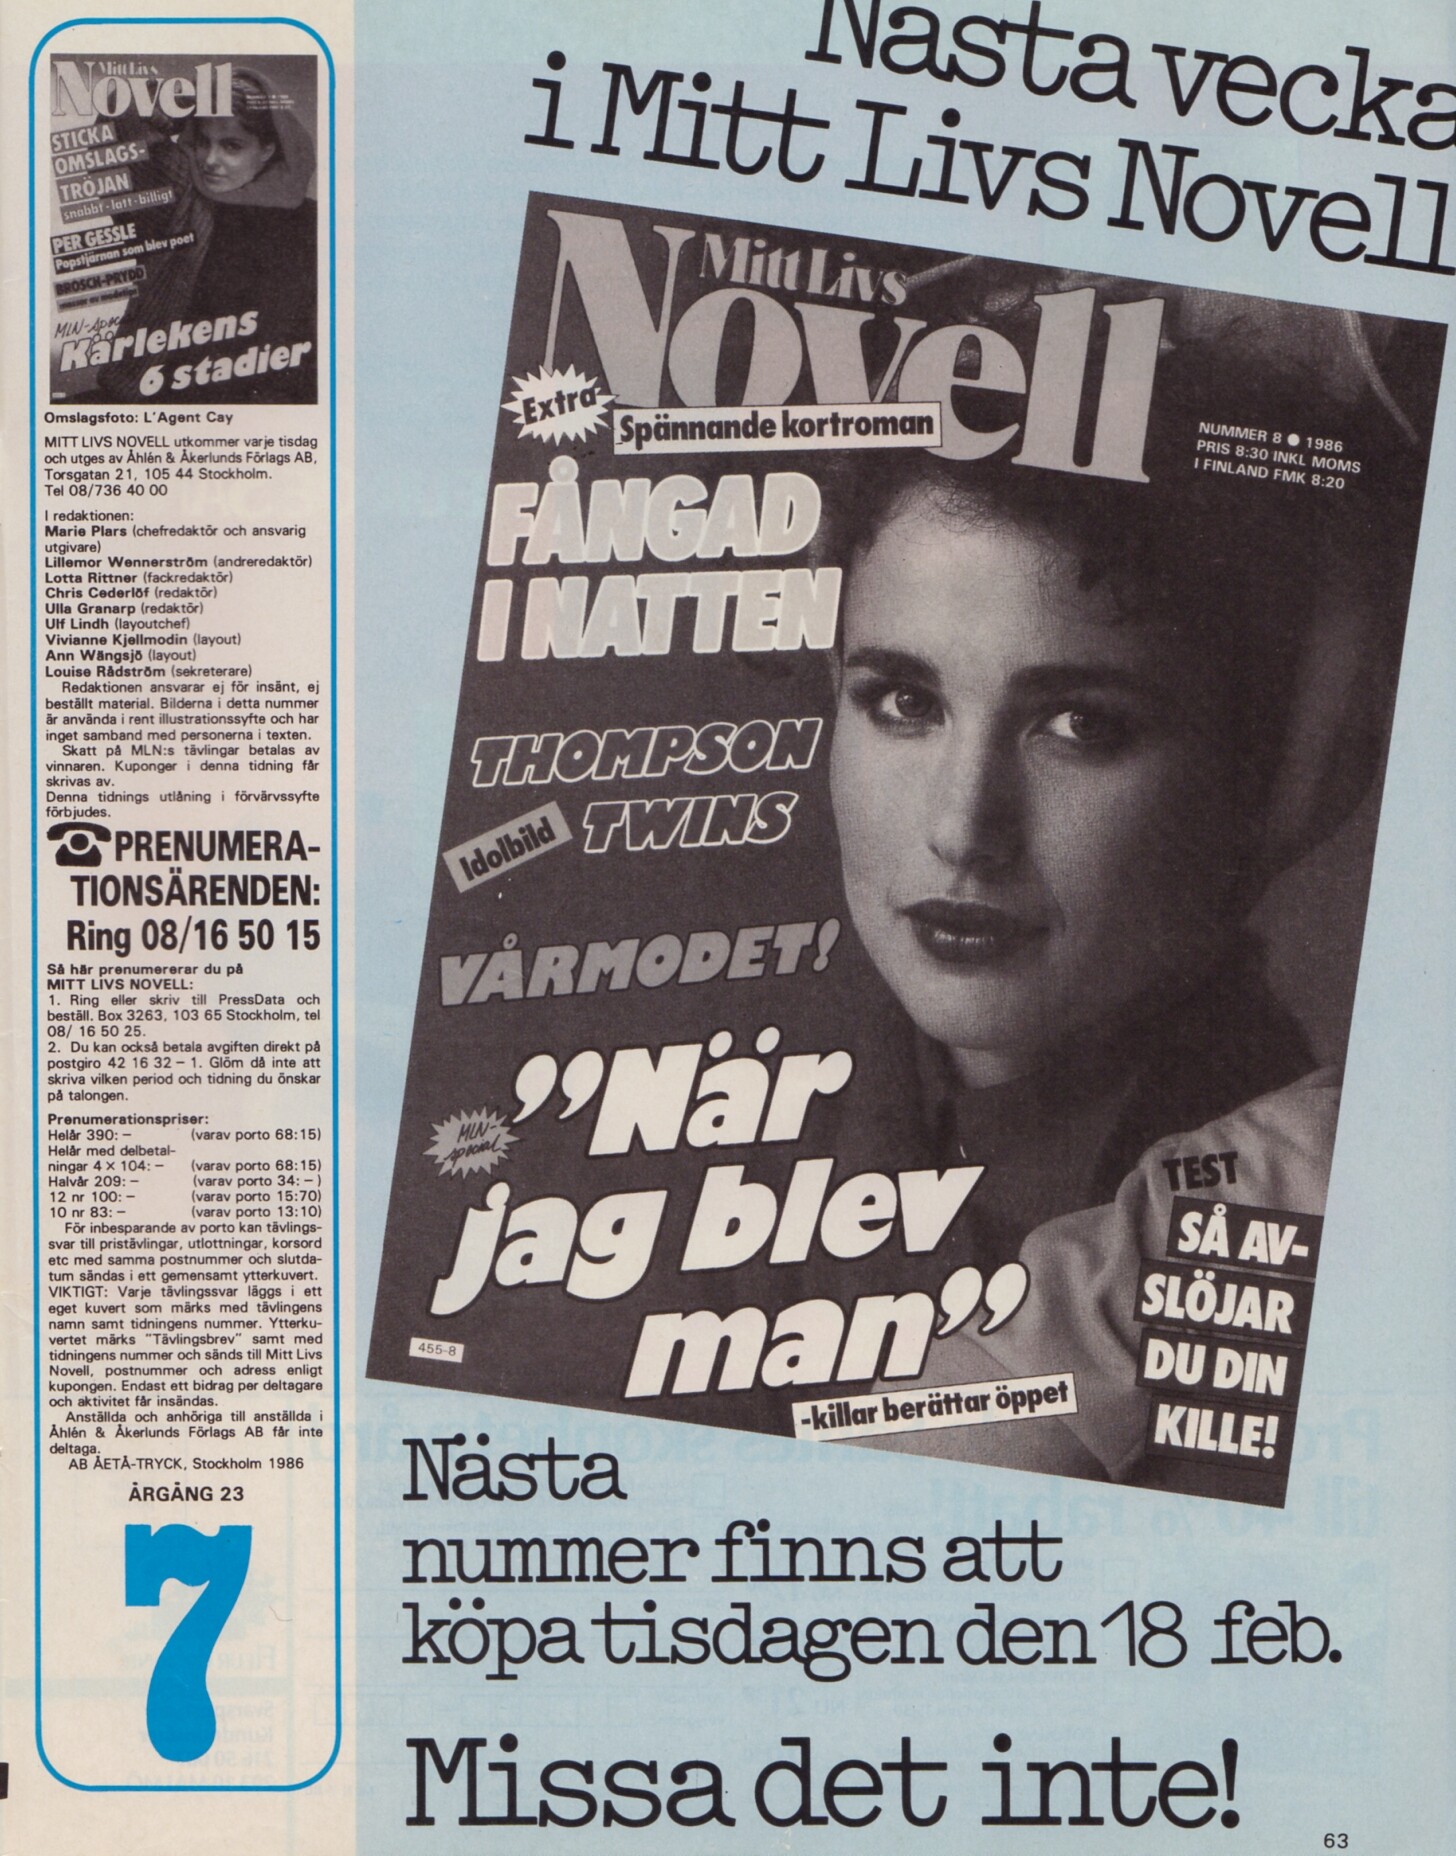 Mitt Livs
Novell
STICKA
OMSLAGS-
TRÖJAN
snabbt-lätt-billigt
PER GESSLE
Popstjärnan som blev poet
BROSCH-PRYDD
MLN-Special
Kärlekens
6 stadier
Omslagsfoto: L'Agent Cay
MITT LIVS NOVELL utkommer varje tisdag
och utges av Åhlén & Åkerlunds Förlags AB,
Torsgatan 21, 105 44 Stockholm.
Tel 08/736 40 00
I redaktionen:
Marie Plars (chefredaktör och ansvarig
utgivare)
Lillemor Wennerström (andreredaktör)
Lotta Rittner (fackredaktör)
Chris Cederlöf (redaktör)
Ulla Granarp (redaktör)
Ulf Lindh (layoutchef)
Vivianne Kjellmodin (layout)
Ann Wängsjö (layout)
Louise Rådström (sekreterare)
Redaktionen ansvarar ej för insänt, ej
beställt material. Bilderna i detta nummer
är använda i rent illustrationssyfte och har
inget samband med personerna i texten.
Skatt på MLN:s tävlingar betalas av
vinnaren. Kuponger i denna tidning får
skrivas av.
Denna tidnings utlåning i förvärvssyfte
förbjudes.
PRENUMERA-
TIONSÄRENDEN:
Ring 08/16 50 15
Så här prenumererar du på
MITT LIVS NOVELL:
1. Ring eller skriv till PressData och
beställ. Box 3263, 103 65 Stockholm, tel
08/ 16 50 25.
2. Du kan också betala avgiften direkt på
postgiro 42 16 32 – 1. Glöm då inte att
skriva vilken period och tidning du önskar
på talongen.
Prenumerationspriser:
Helår 390: – (varav porto 68:15)
Helår med delbetal-
ningar 4 × 104: – (varav porto 68:15)
Halvår 209: – (varav porto 34: – )
12 nr 100: – (varav porto 15:70)
10 nr 83: – (varav porto 13:10)
För inbesparande av porto kan tävlings-
svar till pristävlingar, utlottningar, korsord
etc med samma postnummer och slutda-
tum sändas i ett gemensamt ytterkuvert.
VIKTIGT: Varje tävlingssvar läggs i ett
eget kuvert som märks med tävlingens
namn samt tidningens nummer. Ytterku-
vertet märks "Tävlingsbrev" samt med
tidningens nummer och sänds till Mitt Livs
Novell, postnummer och adress enligt
kupongen. Endast ett bidrag per deltagare
och aktivitet får insändas.
Anställda och anhöriga till anställda i
Åhlén & Åkerlunds Förlags AB får inte
deltaga.
AB ÅETÅ-TRYCK, Stockholm 1986
ÅRGÅNG 23
7
Nästa vecka
i Mitt Livs Novell
Mitt Livs
Novell
NUMMER 8 ● 1986
PRIS 8:30 INKL MOMS
I FINLAND FMK 8:20
Extra-
Spännande kortroman
FÅNGAD
I NATTEN
THOMPSON
TWINS
Idolbild
VÅRMODET!
MLN-
special
”När
jag blev
man”
-killar berättar öppet
455-8
TEST
SÅ AV-
SLÖJAR
DU DIN
KILLE!
Nästa
nummer finns att
köpa tisdagen den 18 feb.
Missa det inte!
63